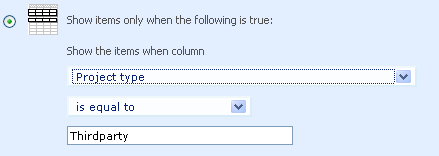 Show items only when the following is true:
Show the items when column
Project type
is equal to
Thirdparty